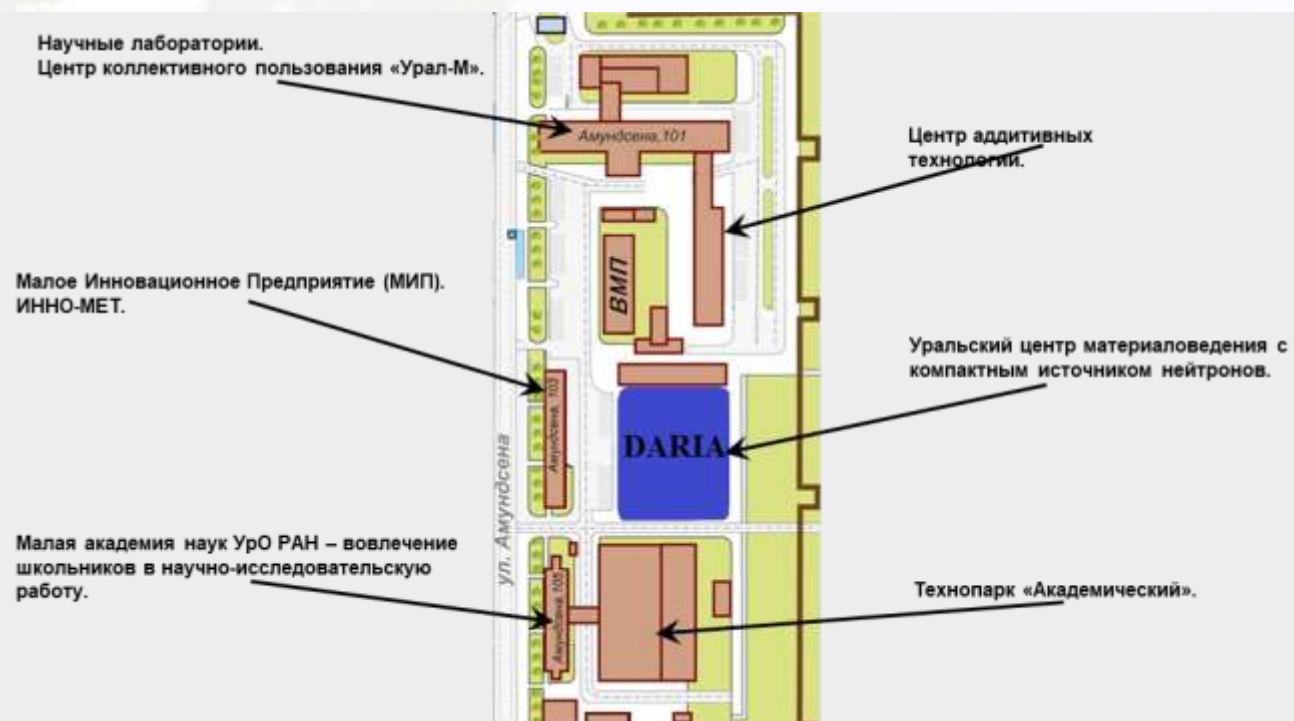 Научные лаборатории.
Центр коллективного пользования «Урал-М».
Амундсена,101
Центр аддитивных
технологий.
ВМП
Малое Инновационное Предприятие (МИП).
ИННО-МЕТ.
Уральский центр материаловедения с
компактным источником нейтронов.
Амундсена, 103
DARIA
ул. Амундсена
Малая академия наук УрО РАН – вовлечение
школьников в научно-исследовательскую
работу.
Амундсена, 105
Технопарк «Академический».